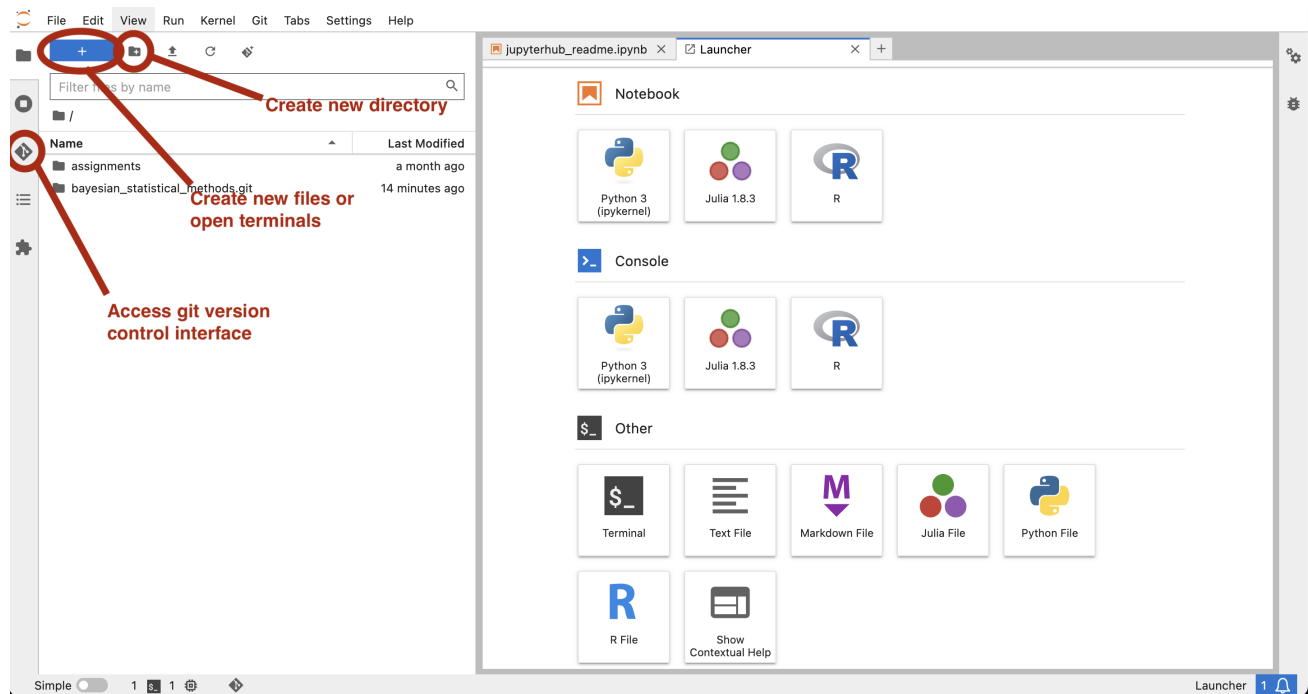 File Edit View Run Kernel Git Tabs Settings Help
+
Filter files by name
Create new directory
/
Name Last Modified
assignments a month ago
bayesian_statistical_methods.git 14 minutes ago
Create new files or
open terminals
Access git version
control interface
jupyterhub_readme.ipynb × Launcher × +
Notebook
Python 3
(ipykernel)
Julia 1.8.3
R
>_ Console
Python 3
(ipykernel)
Julia 1.8.3
R
$_ Other
$_
Terminal
Text File
M
Markdown File
Julia File
Python File
R
R File
Show
Contextual Help
Simple 1 $_ 1 Launcher 1